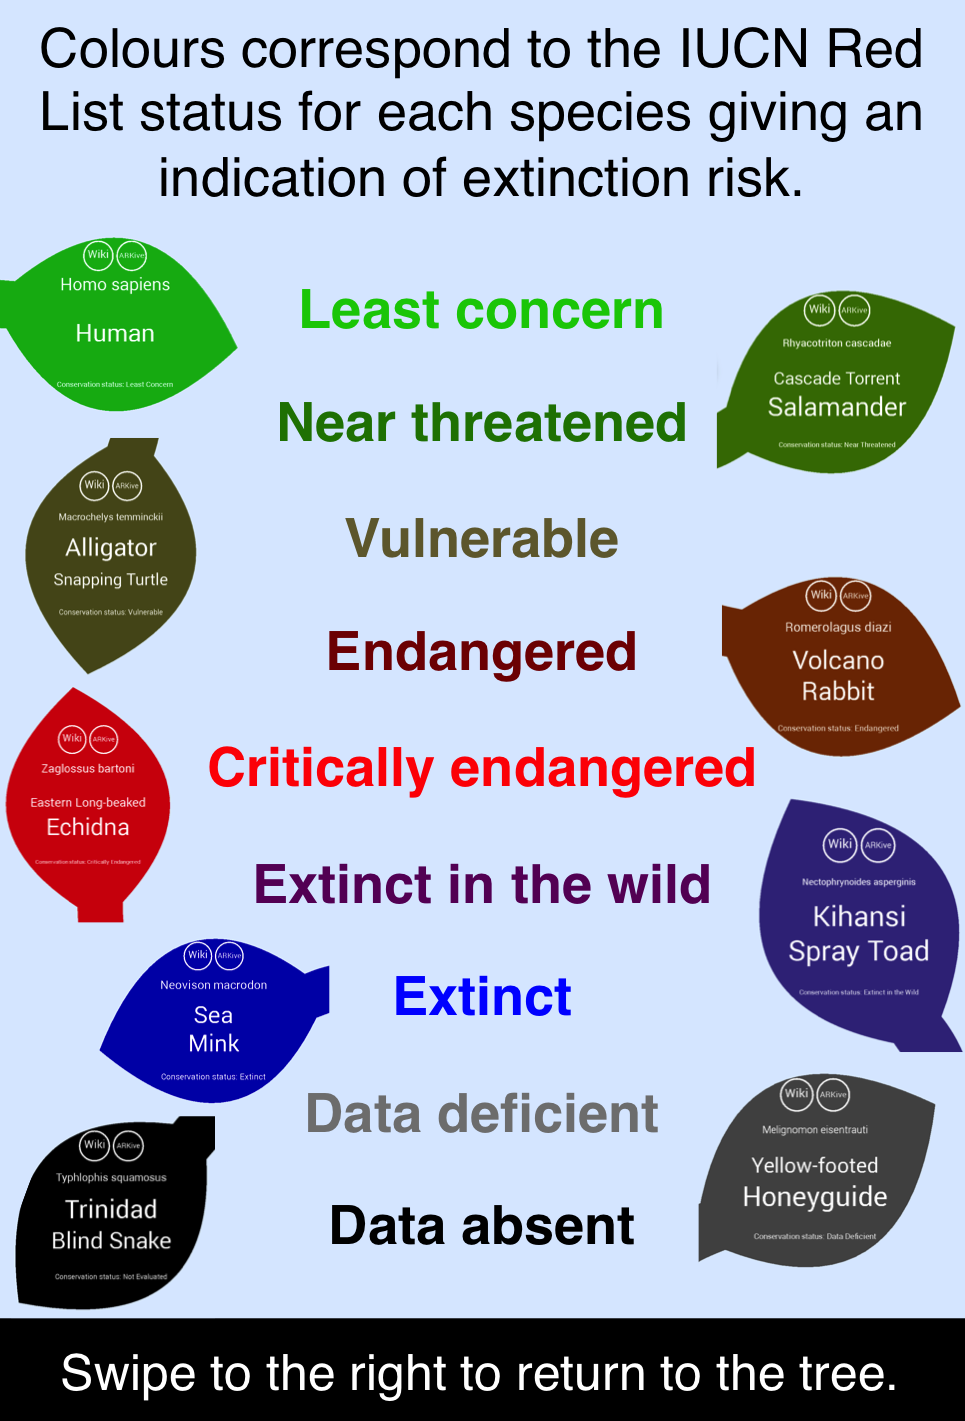 Colours correspond to the IUCN Red
List status for each species giving an
indication of extinction risk.
Wiki ARKive
Homo sapiens
Human
Conservation status: Least Concern
Least concern
Wiki ARKive
Rhyacotriton cascadae
Cascade Torrent
Salamander
Conservation status: Near Threatened
Near threatened
Wiki ARKive
Macrochelys temminckii
Alligator
Snapping Turtle
Conservation status: Vulnerable
Vulnerable
Wiki ARKive
Romerolagus diazi
Volcano
Rabbit
Conservation status: Endangered
Endangered
Wiki ARKive
Zaglossus bartoni
Eastern Long-beaked
Echidna
Conservation status: Critically Endangered
Critically endangered
Wiki ARKive
Nectophrynoides asperginis
Kihansi
Spray Toad
Conservation status: Extinct in the Wild
Extinct in the wild
Wiki ARKive
Neovison macrodon
Sea
Mink
Conservation status: Extinct
Extinct
Wiki ARKive
Melignomon eisentrauti
Yellow-footed
Honeyguide
Conservation status: Data Deficient
Data deficient
Wiki ARKive
Typhlophis squamosus
Trinidad
Blind Snake
Conservation status: Not Evaluated
Data absent
Swipe to the right to return to the tree.